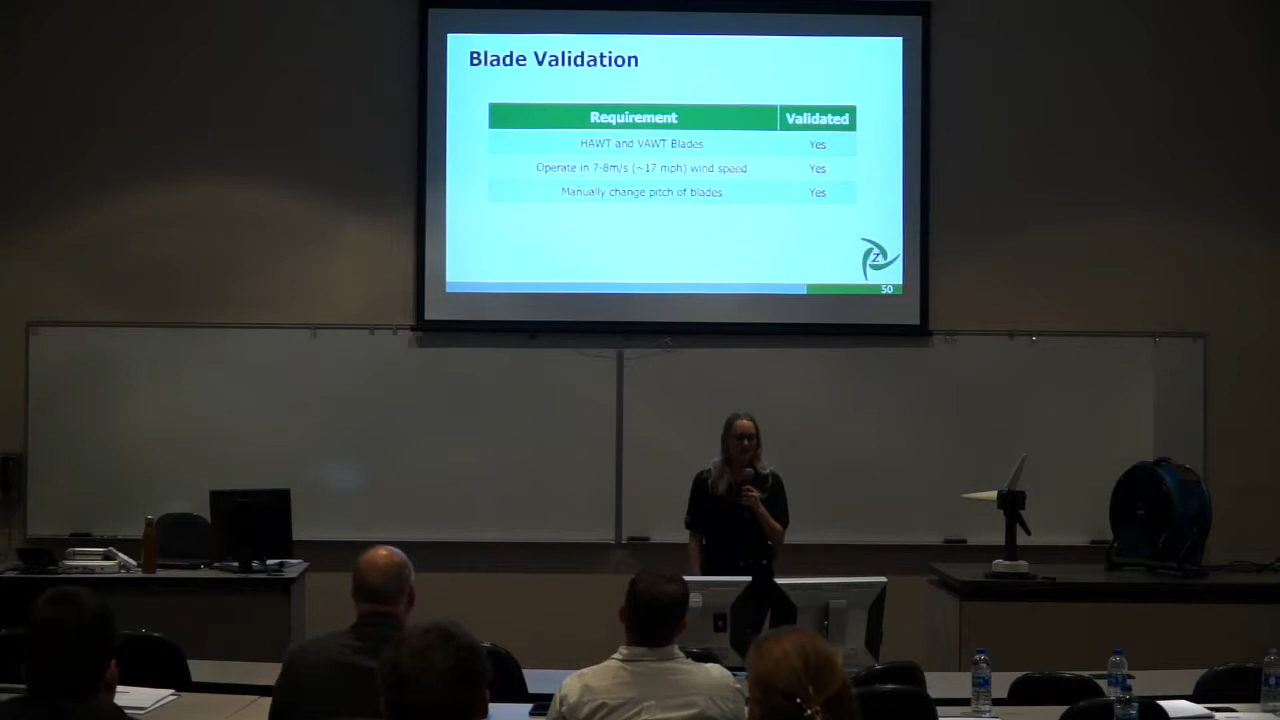 Blade Validation
Requirement Validated
HAWT and VAWT Blades Yes
Operate in 7-8m/s (~17 mph) wind speed Yes
Manually change pitch of blades Yes
Z
50